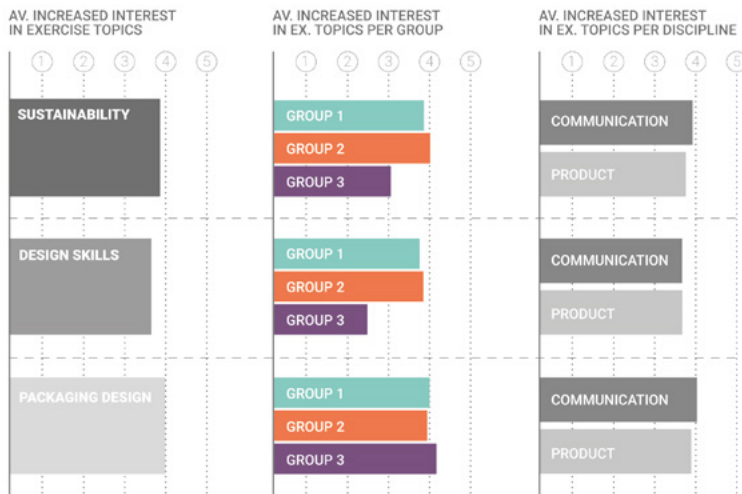 AV. INCREASED INTEREST
IN EXERCISE TOPICS
1 2 3 4 5
SUSTAINABILITY
DESIGN SKILLS
PACKAGING DESIGN
AV. INCREASED INTEREST
IN EX. TOPICS PER GROUP
1 2 3 4 5
GROUP 1
GROUP 2
GROUP 3
GROUP 1
GROUP 2
GROUP 3
GROUP 1
GROUP 2
GROUP 3
AV. INCREASED INTEREST
IN EX. TOPICS PER DISCIPLINE
1 2 3 4 5
COMMUNICATION
PRODUCT
COMMUNICATION
PRODUCT
COMMUNICATION
PRODUCT